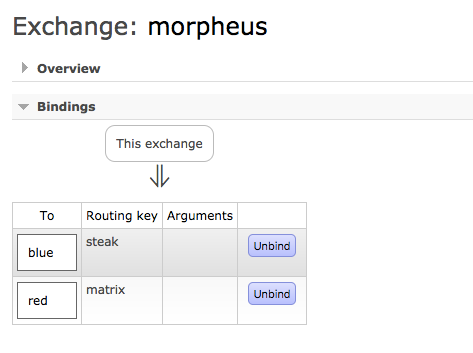 Exchange: morpheus
Overview
Bindings
This exchange
To Routing key Arguments
blue steak Unbind
red matrix Unbind